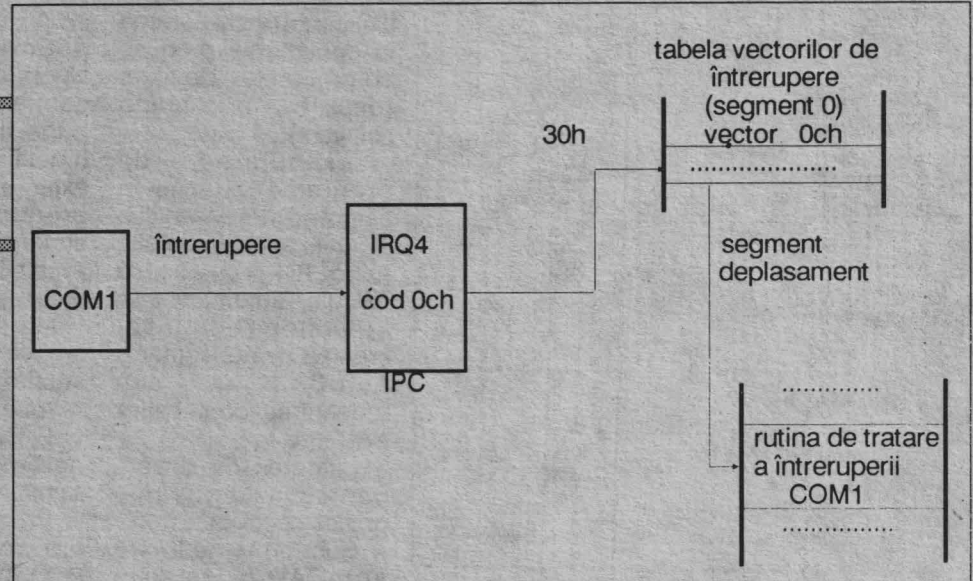 tabela vectorilor de
întrerupere
(segment 0)
vector 0ch
.....................
30h
întrerupere
IRQ4
COM1
cod 0ch
IPC
segment
deplasament
..............
rutina de tratare
a întreruperii
COM1
................